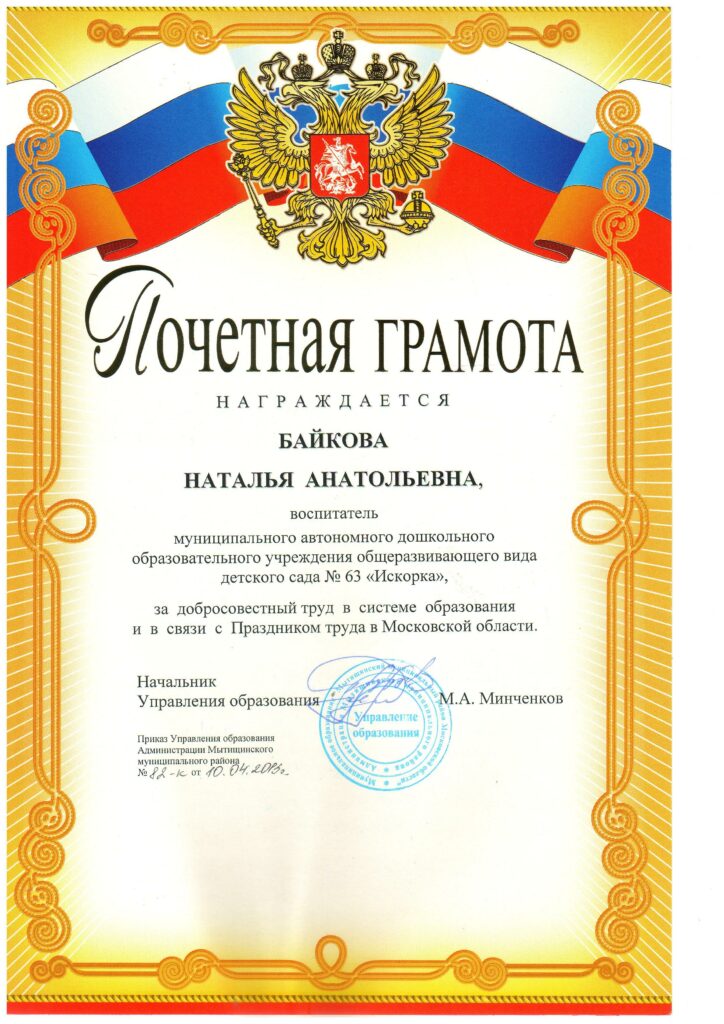 Почетная ГРАМОТА
НАГРАЖДАЕТСЯ
БАЙКОВА
НАТАЛЬЯ АНАТОЛЬЕВНА,
воспитатель
муниципального автономного дошкольного
образовательного учреждения общеразвивающего вида
детского сада № 63 «Искорка»,
за добросовестный труд в системе образования
и в связи с Праздником труда в Московской области.
Начальник
Управления образования
М.А. Минченков
Управление
образования
Приказ Управления образования
Администрации Мытищинского
муниципального района
№ 82-к от 10.04.2013г.